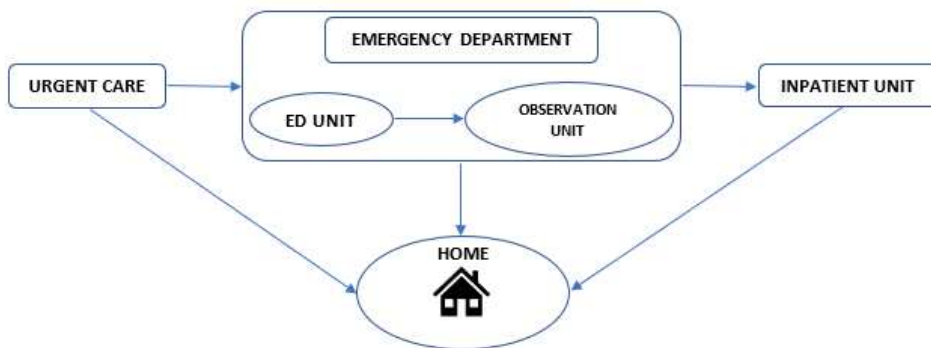 EMERGENCY DEPARTMENT
URGENT CARE
INPATIENT UNIT
ED UNIT
OBSERVATION
UNIT
HOME